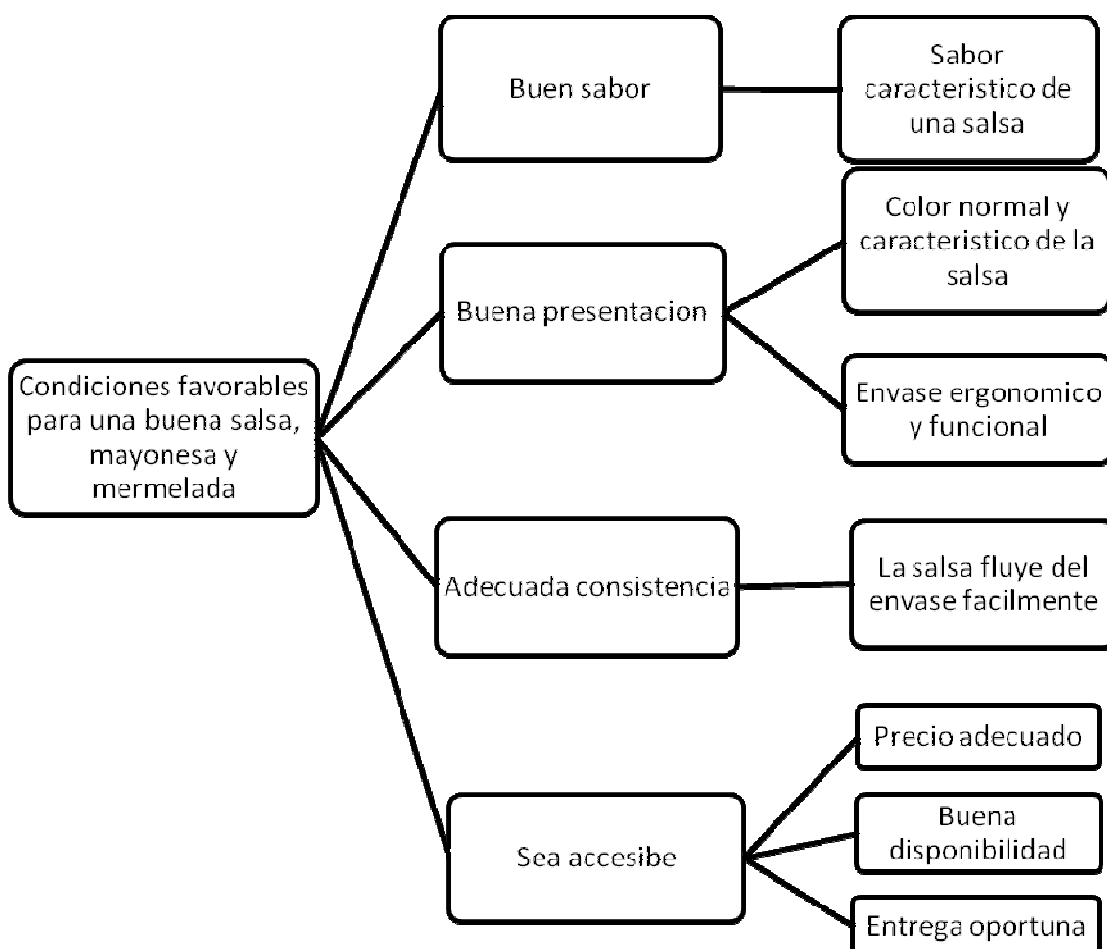 Condiciones favorables
para una buena salsa,
mayonesa y
mermelada
Buen sabor
Sabor
caracteristico de
una salsa
Buena presentacion
Color normal y
caracteristico de la
salsa
Envase ergonomico
y funcional
Adecuada consistencia
La salsa fluye del
envase facilmente
Sea accesibe
Precio adecuado
Buena
disponibilidad
Entrega oportuna